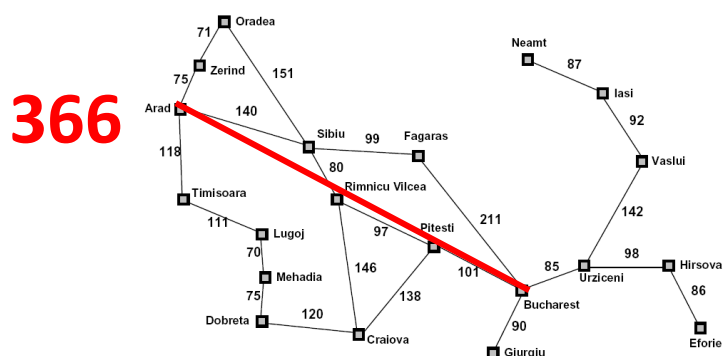 Oradea
71
Neamt
87
Zerind
151
Iasi
75
366
Arad
140
92
Sibiu
99
Fagaras
118
80
Vaslui
Rimnicu Vilcea
Timisoara
211
142
111
97
Pitesti
Lugoj
70
98
Hirsova
146
101
85
Mehadia
Urziceni
86
75
138
Bucharest
120
Dobreta
90
Craiova
Eforie
Giurgiu